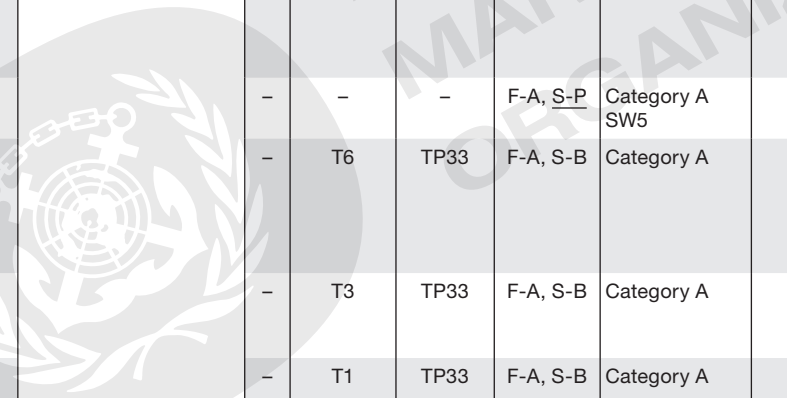 – – – F-A, S-P Category A
SW5
– T6 TP33 F-A, S-B Category A
– T3 TP33 F-A, S-B Category A
– T1 TP33 F-A, S-B Category A